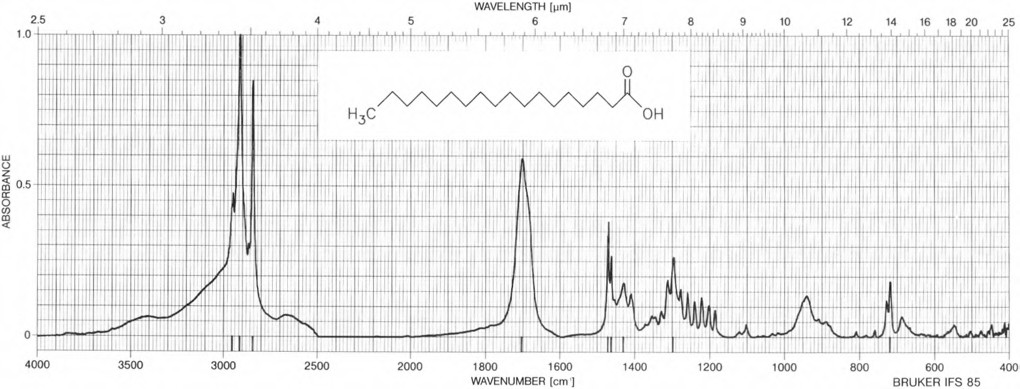 WAVELENGTH [µm]
2.5 3 4 5 6 7 8 9 10 12 14 16 18 20 25
1.0
0.5
0
ABSORBANCE
O
H₃C
OH
4000 3500 3000 2500 2000 1800 1600 1400 1200 1000 800 600 400
WAVENUMBER [cm⁻¹]
BRUKER IFS 85